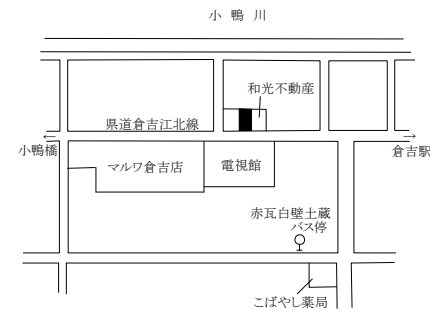 小鴨川
和光不動産
県道倉吉江北線
←
小鴨橋
→
倉吉駅
マルワ倉吉店
電視館
赤瓦白壁土蔵
バス停
こばやし薬局